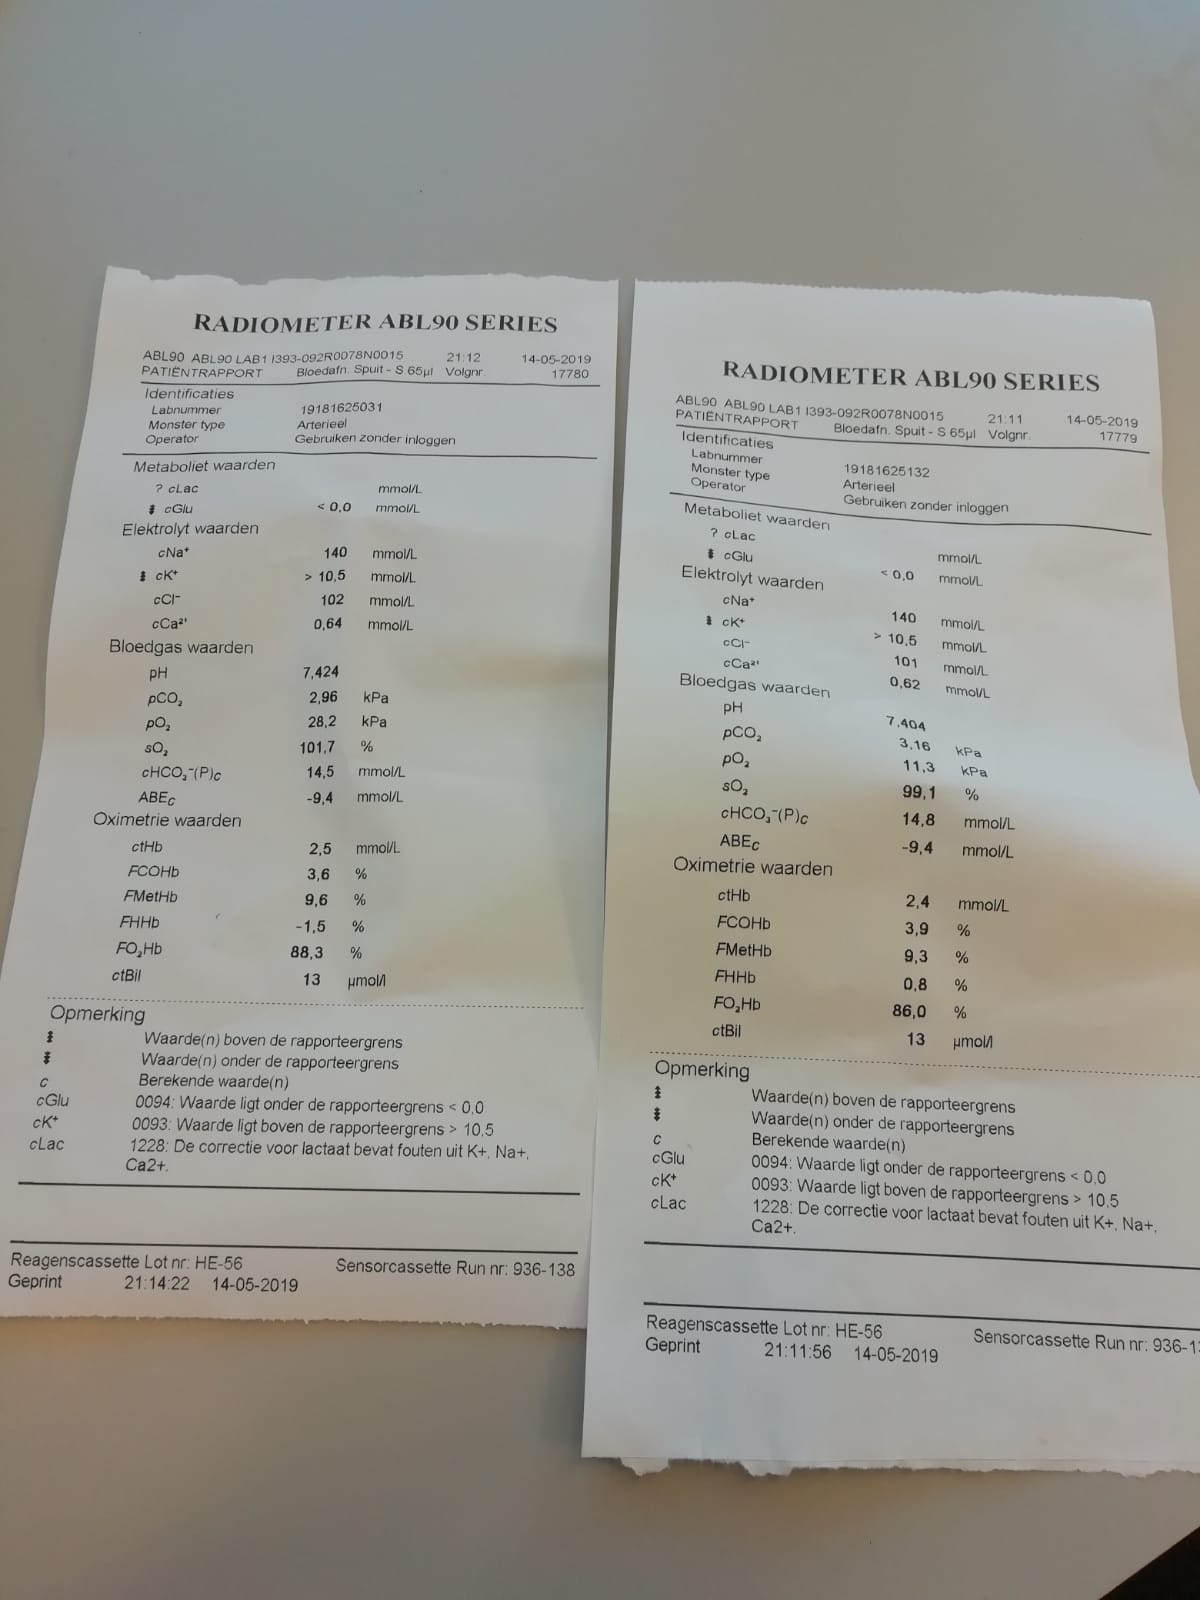 RADIOMETER ABL90 SERIES
ABL90 ABL90 LAB1 I393-092R0078N0015 21:12 14-05-2019
PATIËNTRAPPORT Bloedafn. Spuit - S 65µl Volgnr. 17780
Identificaties
Labnummer 19181625031
Monster type Arterieel
Operator Gebruiken zonder inloggen
Metaboliet waarden
? cLac mmol/L
cGlu < 0,0 mmol/L
Elektrolyt waarden
cNa⁺ 140 mmol/L
cK⁺ > 10,5 mmol/L
cCl⁻ 102 mmol/L
cCa²⁺ 0,64 mmol/L
Bloedgas waarden
pH 7,424
pCO₂ 2,96 kPa
pO₂ 28,2 kPa
sO₂ 101,7 %
cHCO₃⁻(P)c 14,5 mmol/L
ABEc -9,4 mmol/L
Oximetrie waarden
ctHb 2,5 mmol/L
FCOHb 3,6 %
FMetHb 9,6 %
FHHb -1,5 %
FO₂Hb 88,3 %
ctBil 13 µmol/l
Opmerking
Waarde(n) boven de rapporteergrens
Waarde(n) onder de rapporteergrens
c Berekende waarde(n)
cGlu 0094: Waarde ligt onder de rapporteergrens < 0,0
cK⁺ 0093: Waarde ligt boven de rapporteergrens > 10,5
cLac 1228: De correctie voor lactaat bevat fouten uit K+, Na+,
Ca2+.
Reagenscassette Lot nr: HE-56 Sensorcassette Run nr: 936-138
Geprint 21:14:22 14-05-2019
RADIOMETER ABL90 SERIES
ABL90 ABL90 LAB1 I393-092R0078N0015 21:11 14-05-2019
PATIËNTRAPPORT Bloedafn. Spuit - S 65µl Volgnr. 17779
Identificaties
Labnummer 19181625132
Monster type Arterieel
Operator Gebruiken zonder inloggen
Metaboliet waarden
? cLac mmol/L
cGlu < 0,0 mmol/L
Elektrolyt waarden
cNa⁺ 140 mmol/L
cK⁺ > 10,5 mmol/L
cCl⁻ 101 mmol/L
cCa²⁺ 0,62 mmol/L
Bloedgas waarden
pH 7,404
pCO₂ 3,16 kPa
pO₂ 11,3 kPa
sO₂ 99,1 %
cHCO₃⁻(P)c 14,8 mmol/L
ABEc -9,4 mmol/L
Oximetrie waarden
ctHb 2,4 mmol/L
FCOHb 3,9 %
FMetHb 9,3 %
FHHb 0,8 %
FO₂Hb 86,0 %
ctBil 13 µmol/l
Opmerking
Waarde(n) boven de rapporteergrens
Waarde(n) onder de rapporteergrens
c Berekende waarde(n)
cGlu 0094: Waarde ligt onder de rapporteergrens < 0,0
cK⁺ 0093: Waarde ligt boven de rapporteergrens > 10,5
cLac 1228: De correctie voor lactaat bevat fouten uit K+, Na+,
Ca2+.
Reagenscassette Lot nr: HE-56 Sensorcassette Run nr: 936-1
Geprint 21:11:56 14-05-2019